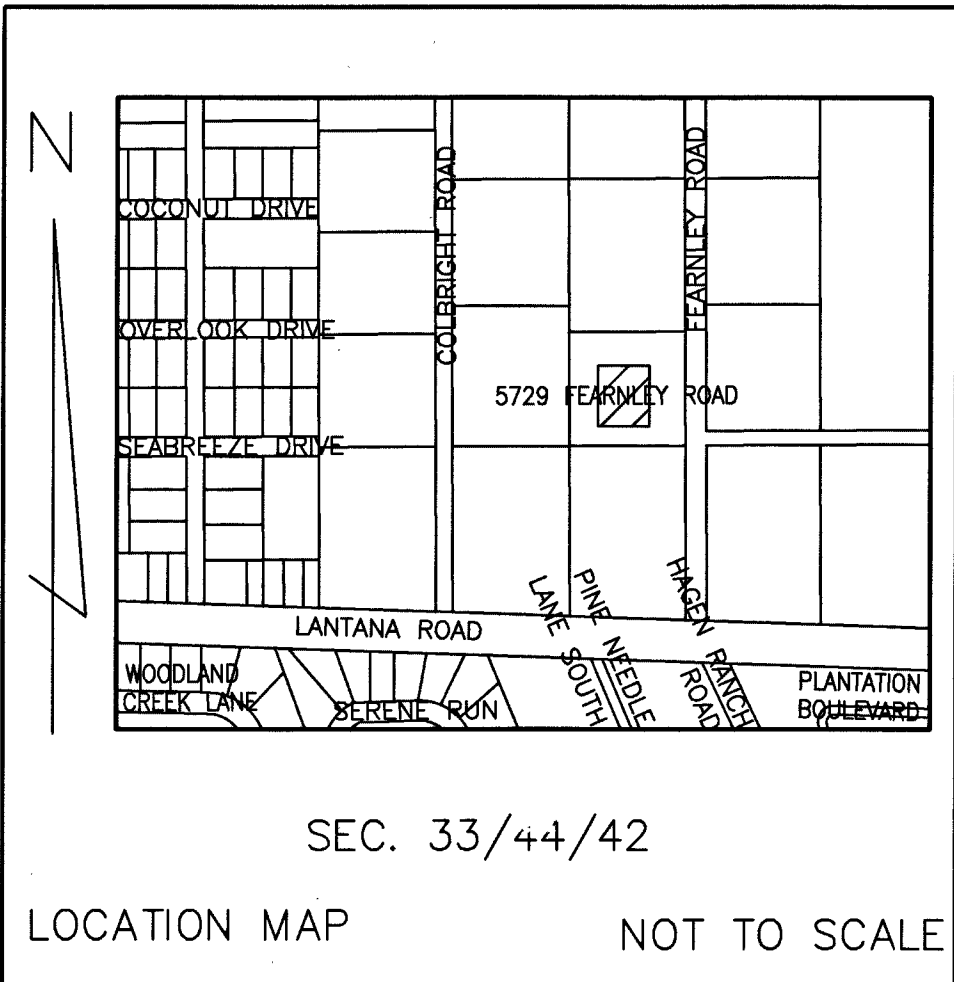 N
COCONUT DRIVE
COLBRIGHT ROAD
FEARNLEY ROAD
OVERLOOK DRIVE
5729 FEARNLEY ROAD
SEABREEZE DRIVE
LANTANA ROAD
PINE NEEDLE
LANE SOUTH
HAGEN RANCH
ROAD
WOODLAND
CREEK LANE
SERENE RUN
PLANTATION
BOULEVARD
SEC. 33/44/42
LOCATION MAP
NOT TO SCALE